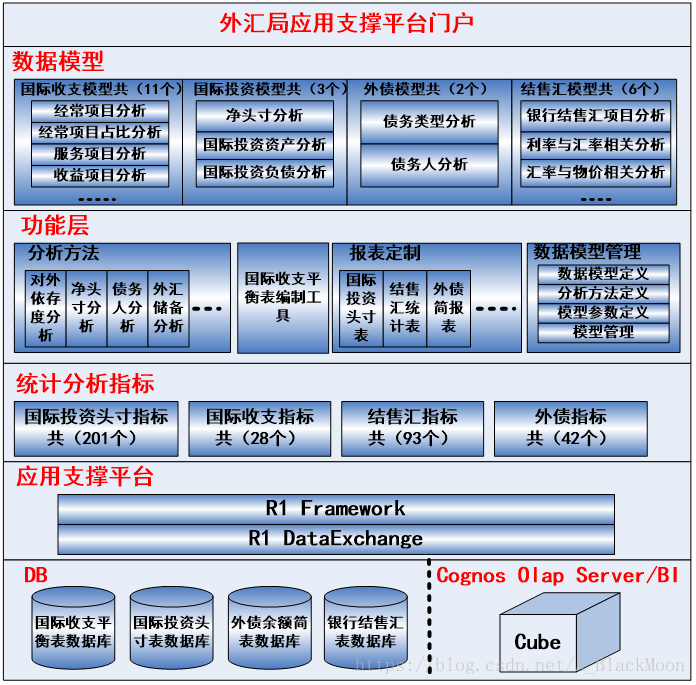 外汇局应用支撑平台门户
数据模型
国际收支模型共（11个）
经常项目分析
经常项目占比分析
服务项目分析
收益项目分析
.....
国际投资模型共（3个）
净头寸分析
国际投资资产分析
国际投资负债分析
外债模型共（2个）
债务类型分析
债务人分析
结售汇模型共（6个）
银行结售汇项目分析
利率与汇率相关分析
汇率与物价相关分析
....
功能层
分析方法
对外
依存
度分
析
净头
寸分
析
债务
人分
析
外汇
储备
分析
国际收支平
衡表编制工
具
报表定制
国际
投资
头寸
表
结售
汇统
计表
外债
简报
表
数据模型管理
数据模型定义
分析方法定义
模型参数定义
模型管理
统计分析指标
国际投资头寸指标
共（201个）
国际收支指标
共（28个）
结售汇指标
共（93个）
外债指标
共（42个）
应用支撑平台
R1 Framework
R1 DataExchange
DB
国际收支平
衡表数据库
国际投资头
寸表数据库
外债余额简
表数据库
银行结售汇
表数据库
Cognos Olap Server/BI
Cube